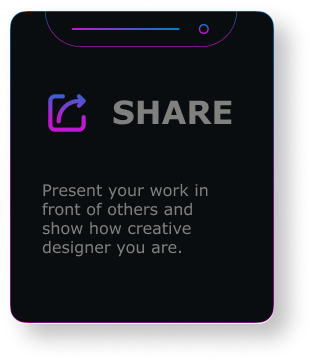 SHARE
Present your work in
front of others and
show how creative
designer you are.